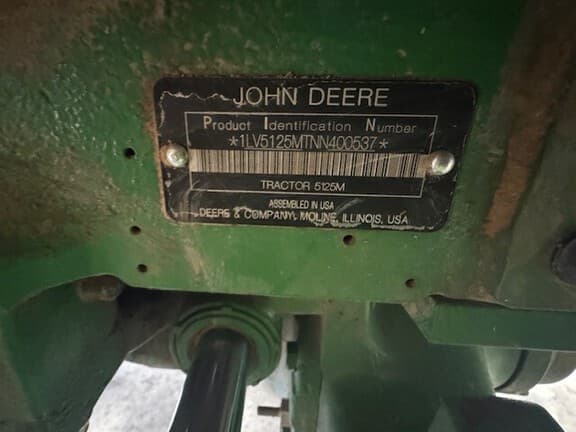 JOHN DEERE
Product Identification Number
*1LV5125MTNN400537*
TRACTOR 5125M
ASSEMBLED IN USA
DEERE & COMPANY, MOLINE, ILLINOIS, USA